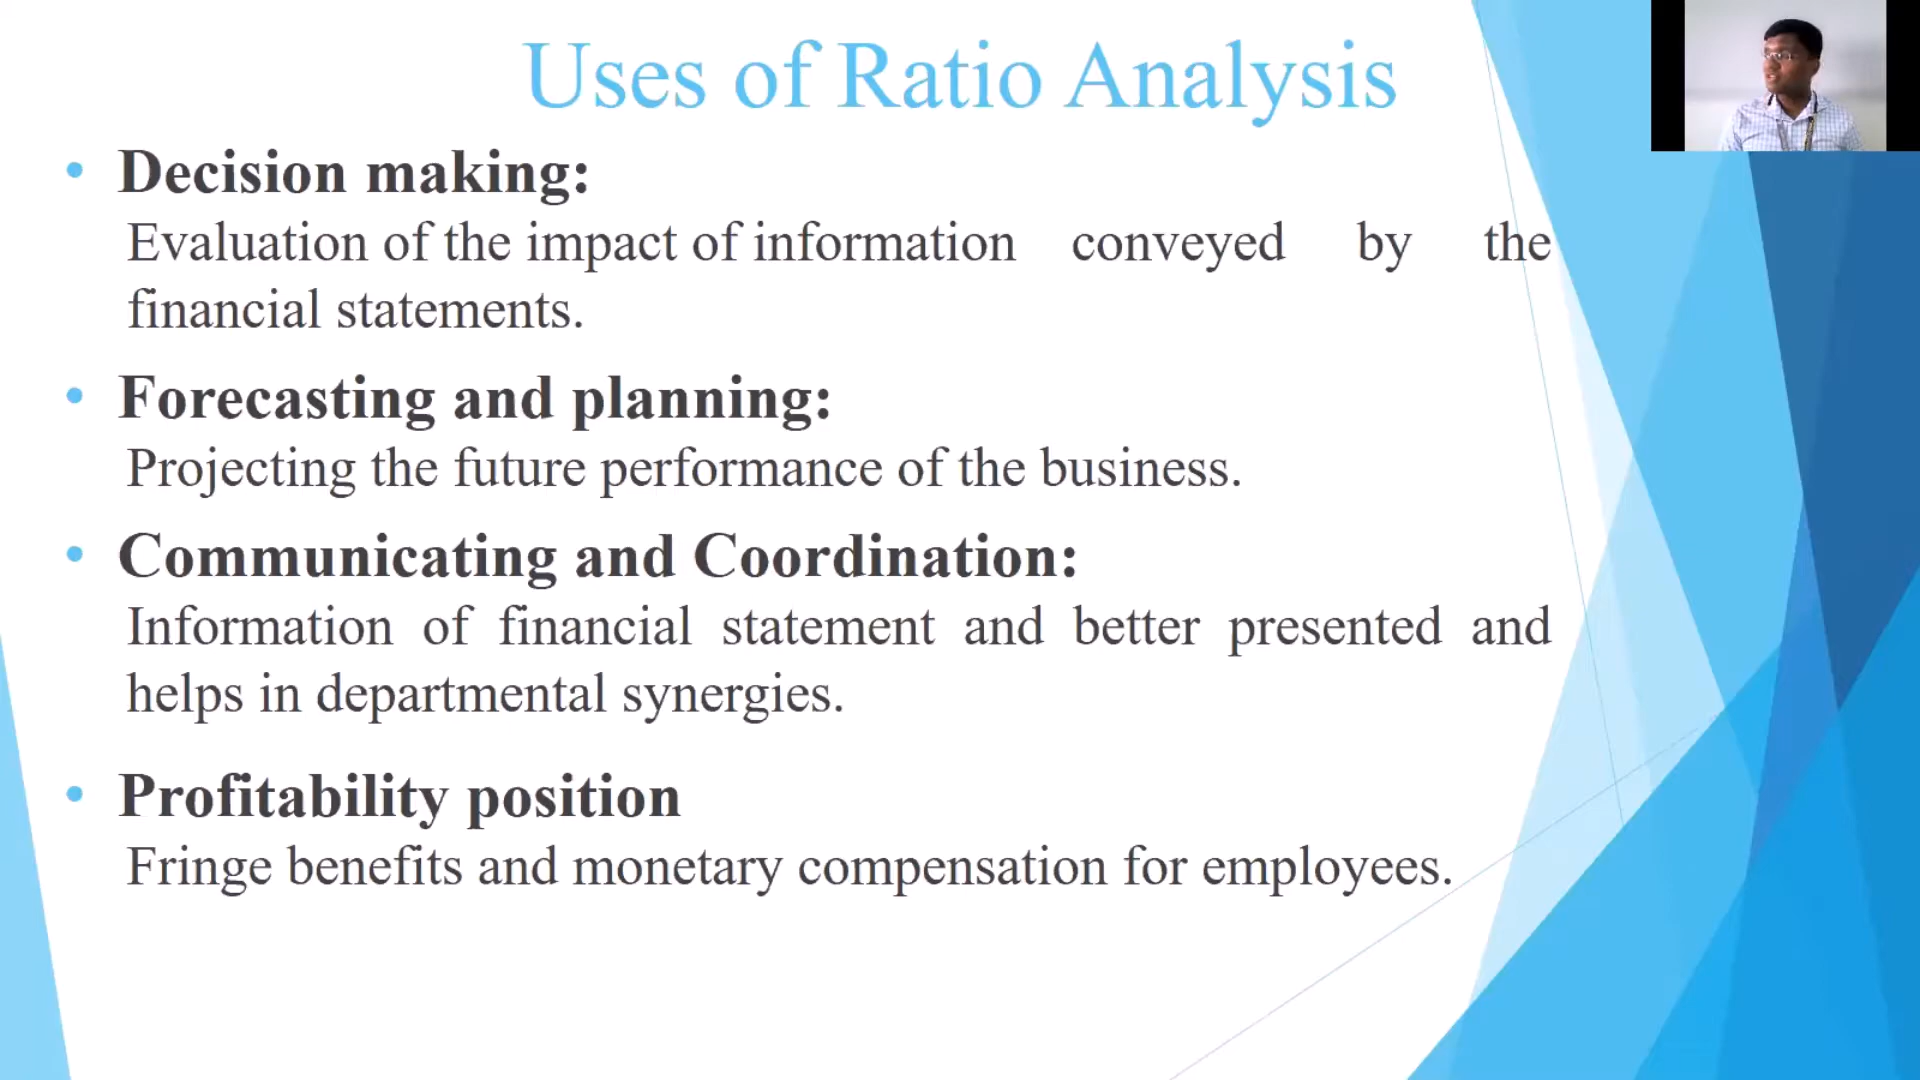 Uses of Ratio Analysis
• Decision making:
Evaluation of the impact of information conveyed by the
financial statements.
• Forecasting and planning:
Projecting the future performance of the business.
• Communicating and Coordination:
Information of financial statement and better presented and
helps in departmental synergies.
• Profitability position
Fringe benefits and monetary compensation for employees.